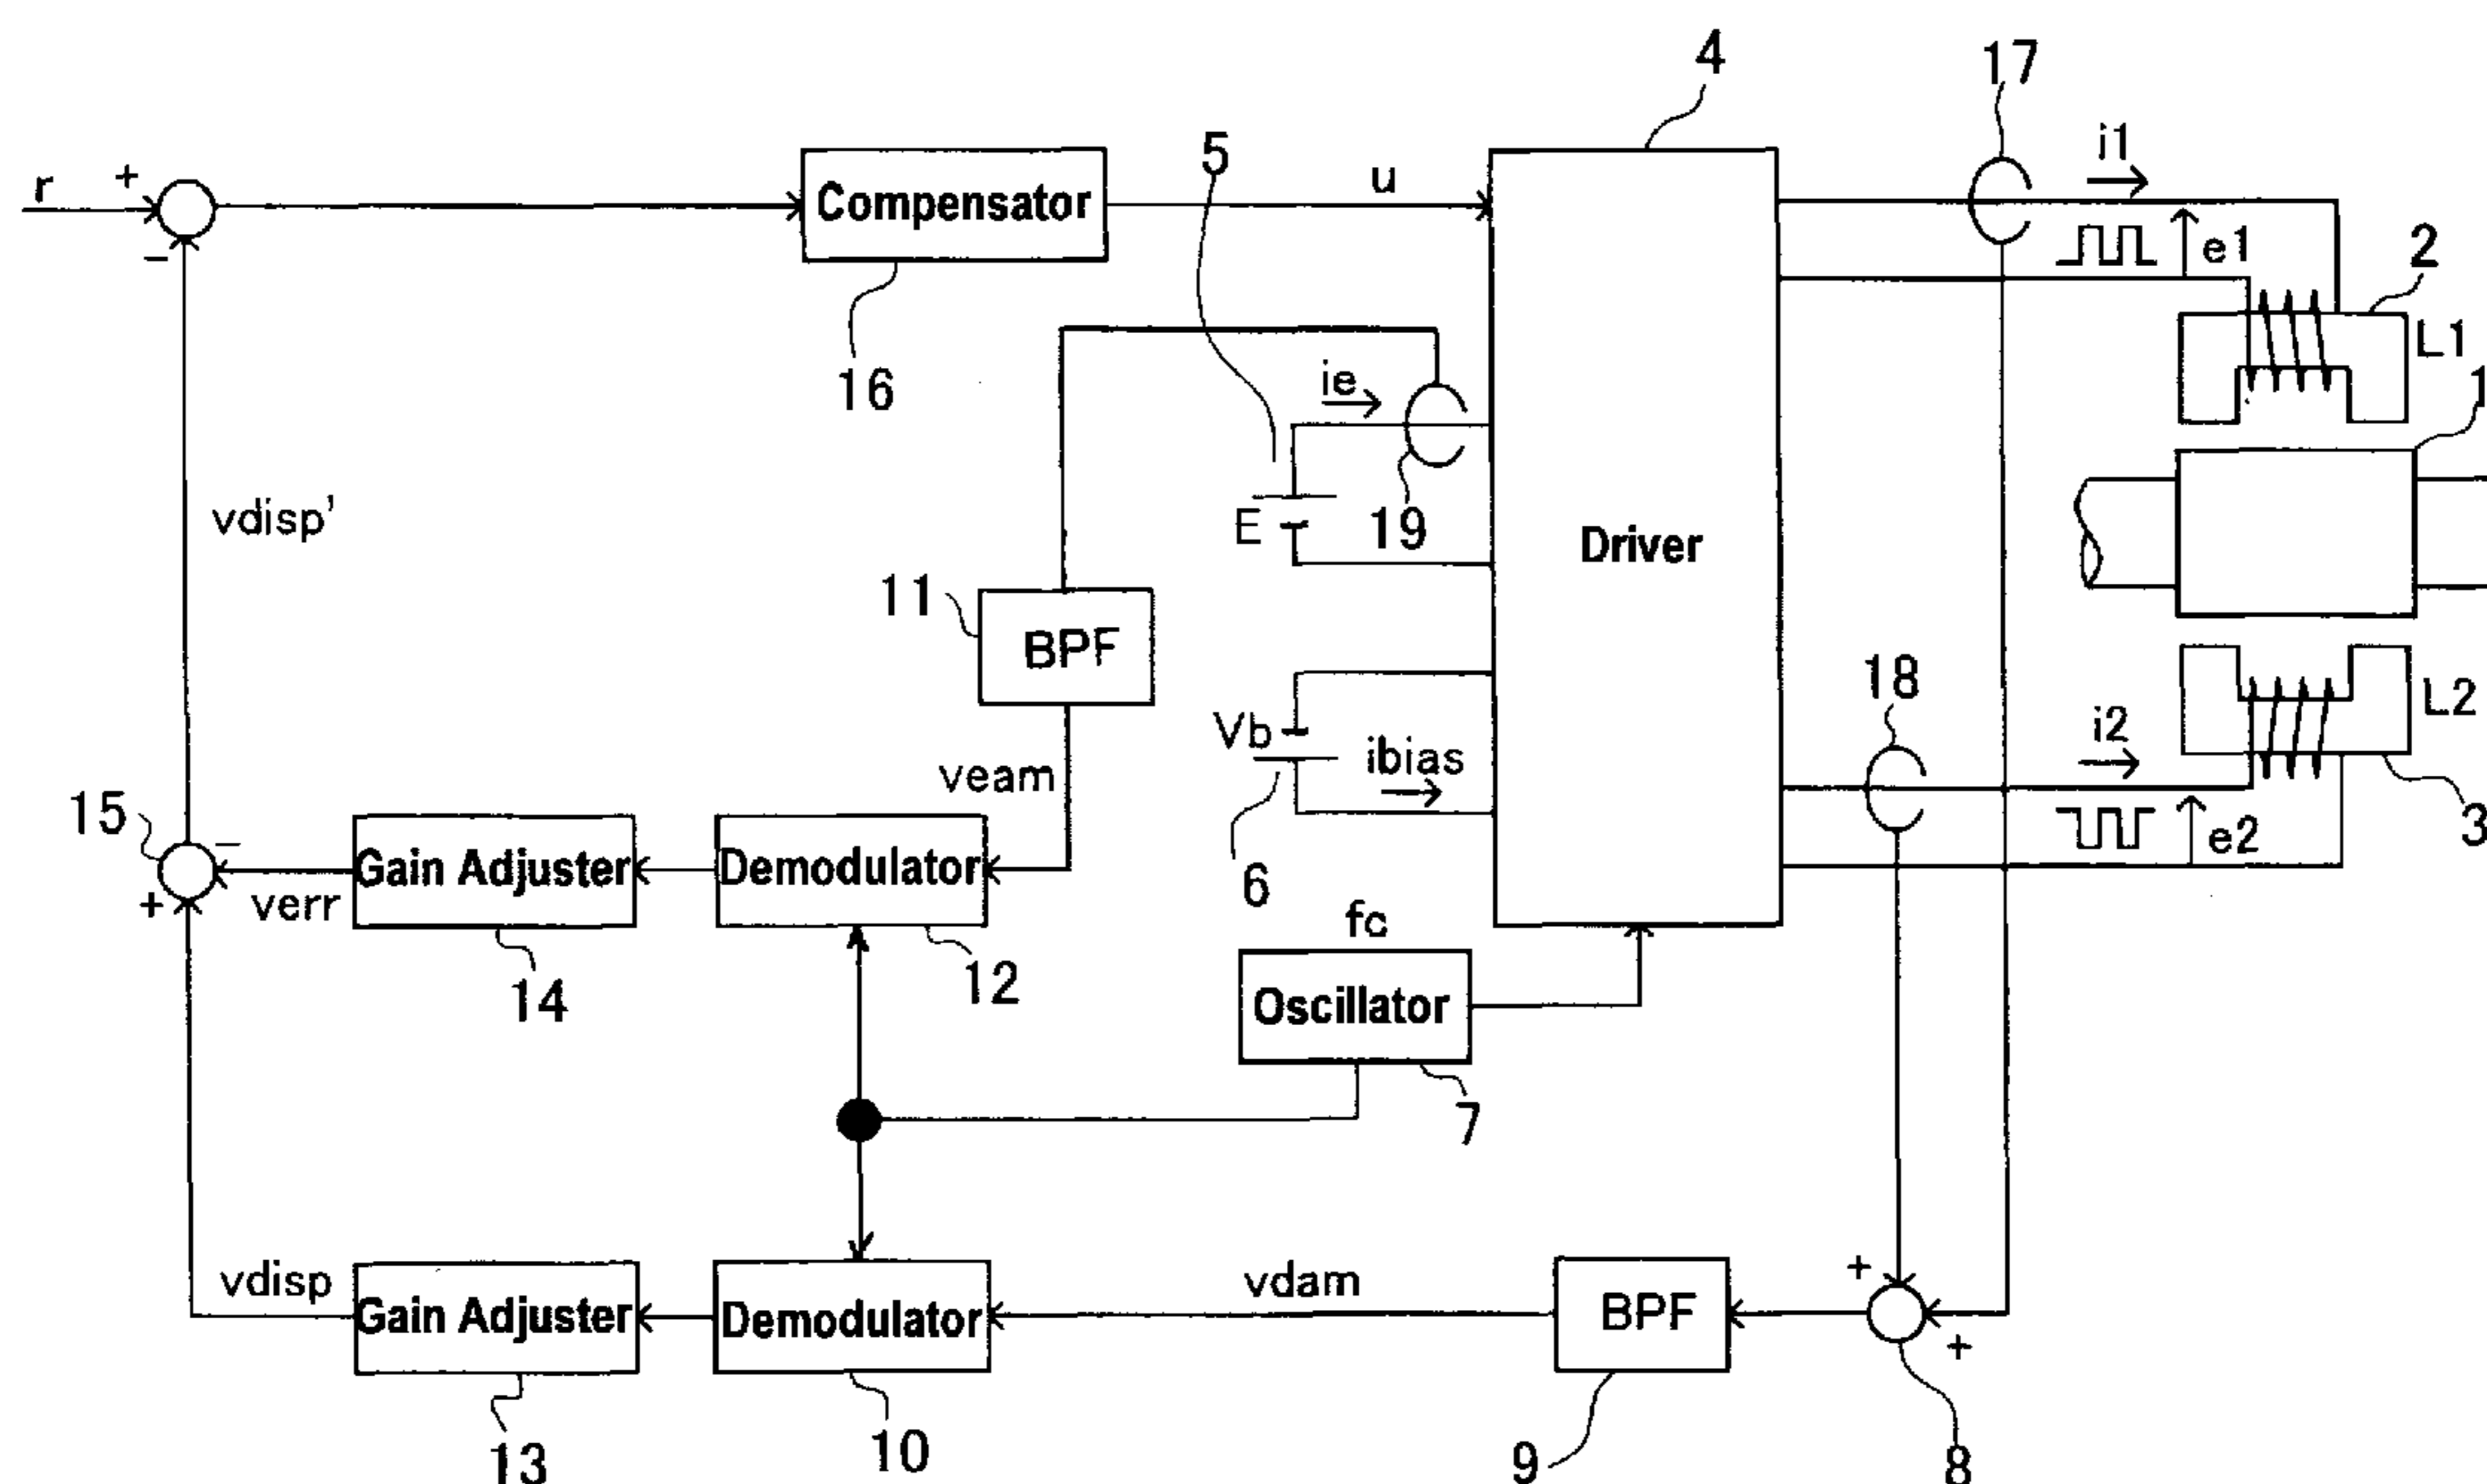 4
17
r
+
−
Compensator
16
u
5
i1
e1
2
L1
1
ie
19
E
Driver
vdisp'
11
BPF
18
L2
Vb
ibias
6
i2
e2
3
veam
15
−
+
verr
Gain Adjuster
14
Demodulator
12
fc
Oscillator
7
vdisp
Gain Adjuster
13
Demodulator
10
vdam
BPF
9
+
+
8